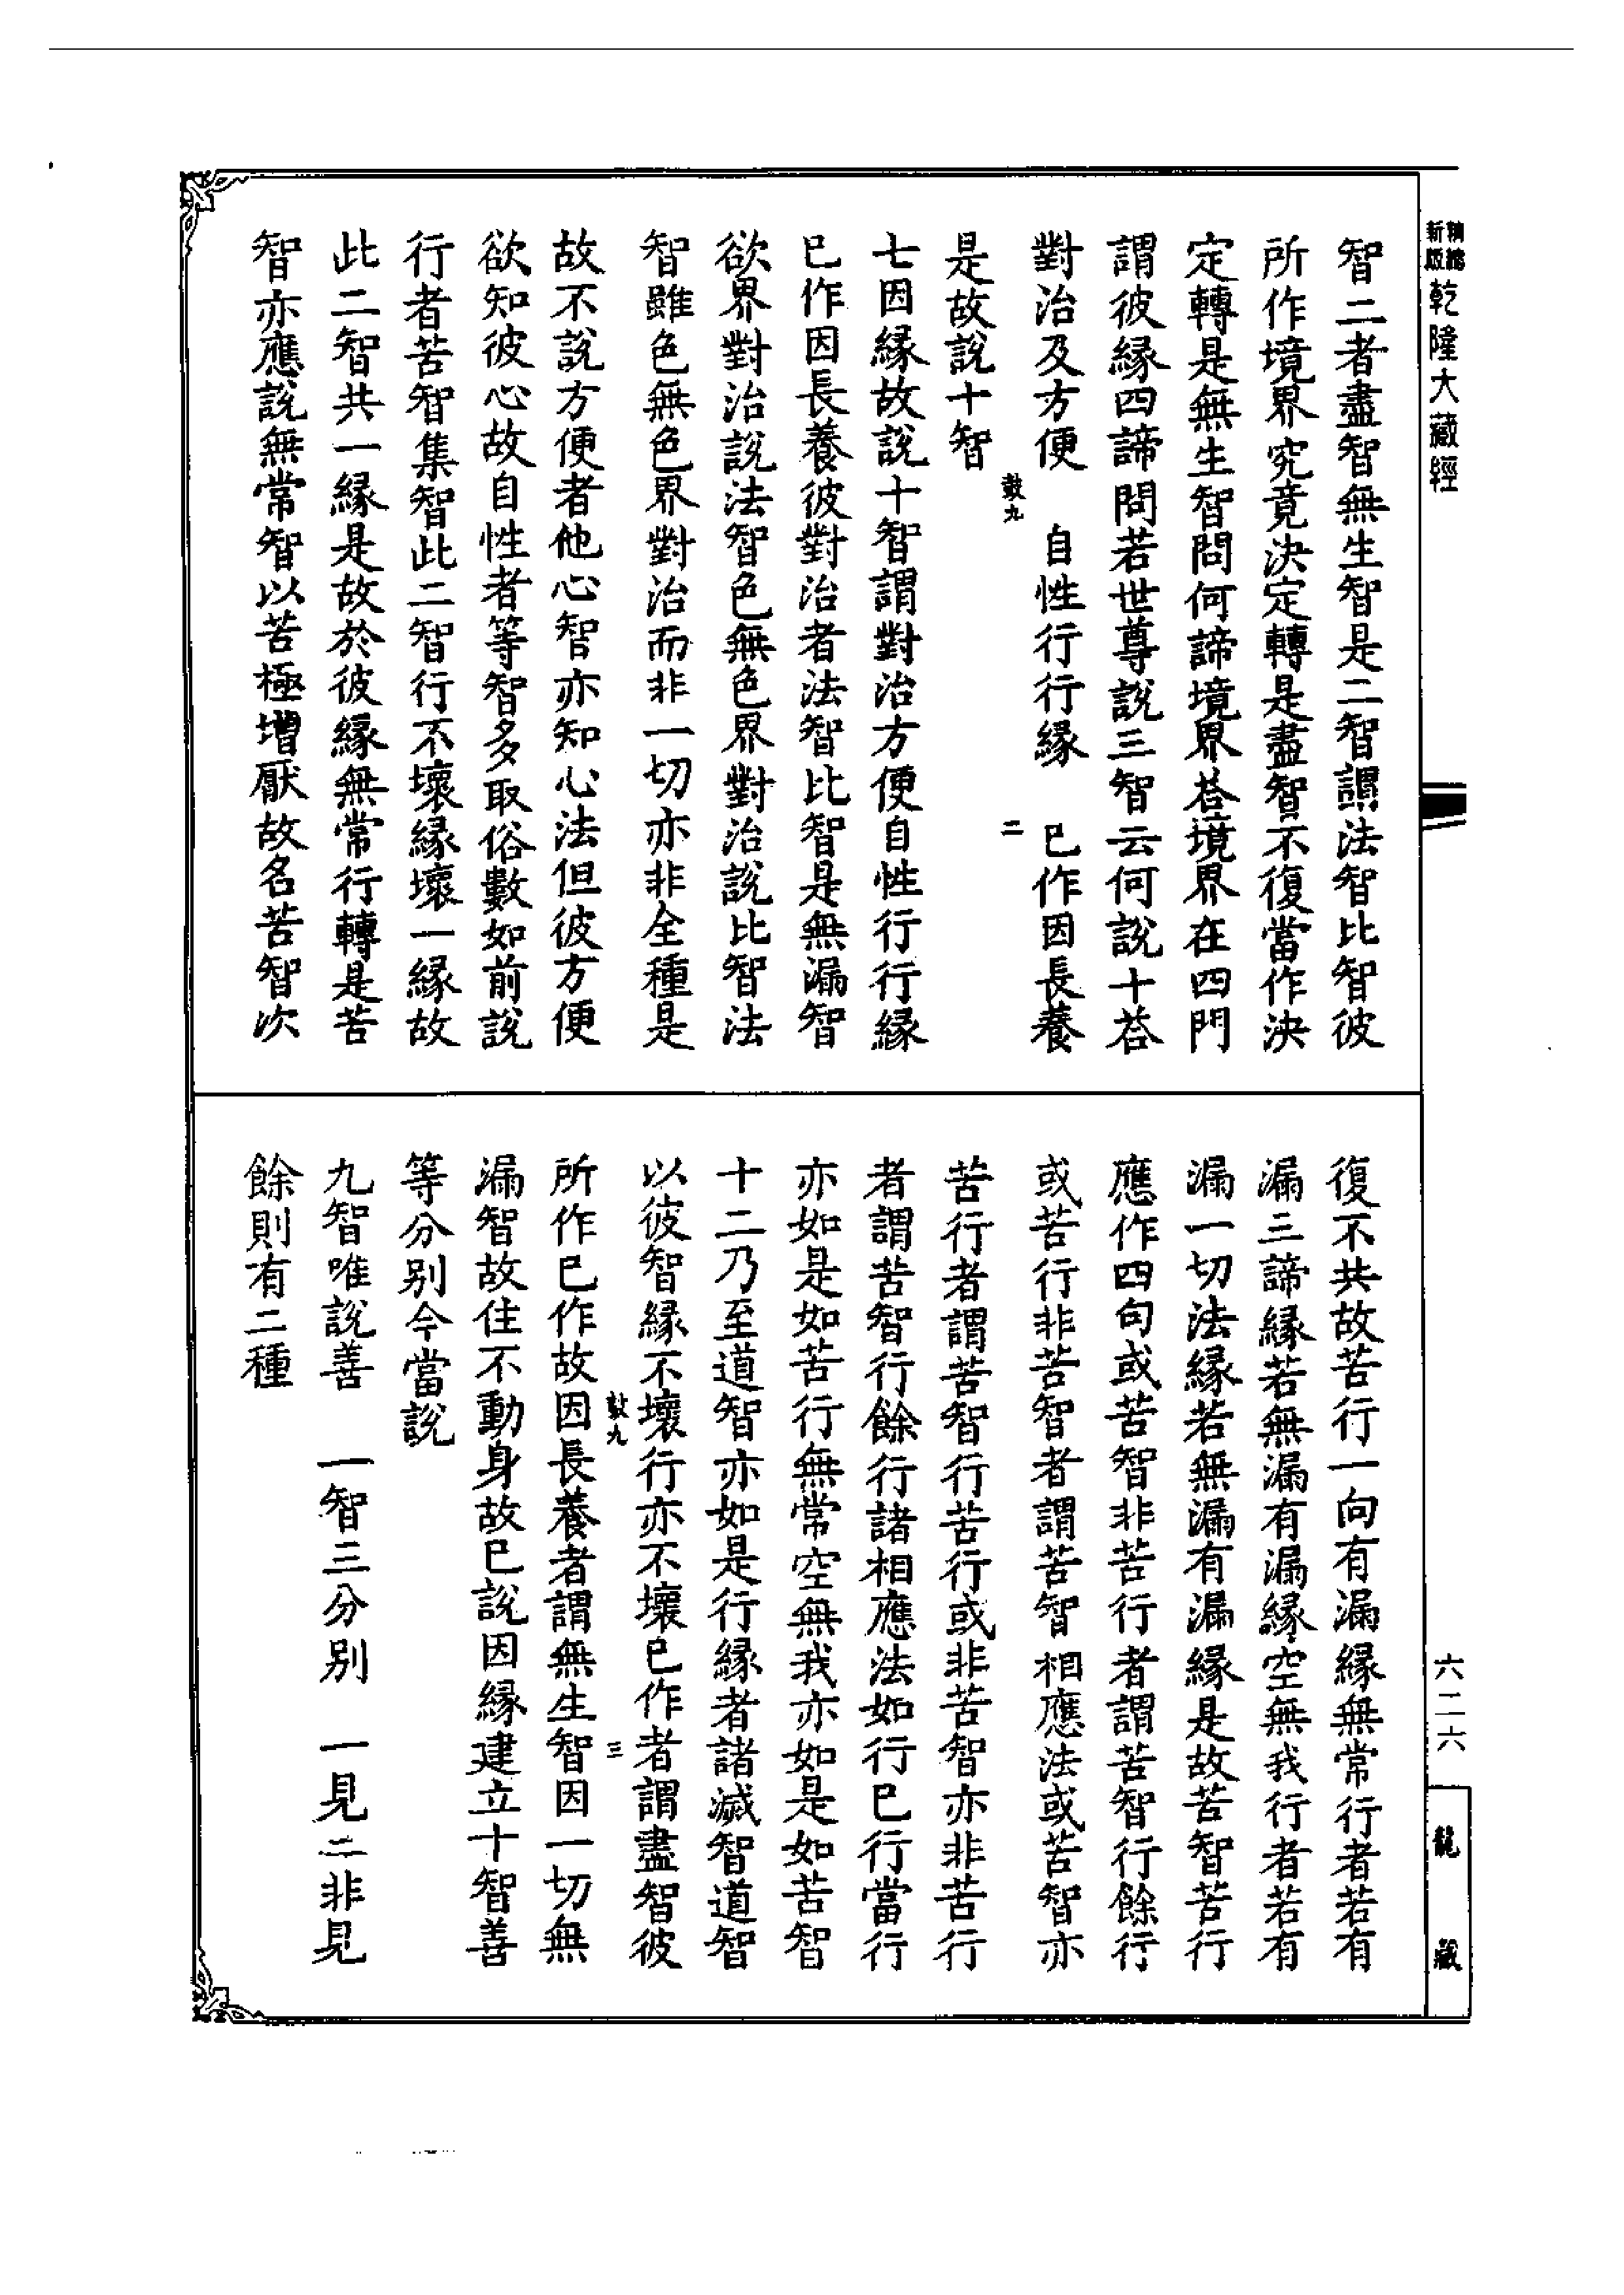 精縮新版乾隆大藏經
智二者盡智無生智是二智謂法智比智彼
所作境界究竟決定轉是盡智不復當作決
定轉是無生智問何諦境界荅境界在四門
謂彼緣四諦問若世尊說三智云何說十荅
對治及方便　自性行行緣　已作因長養
鼓九　二
是故說十智
七因緣故說十智謂對治方便自性行行緣
已作因長養彼對治者法智比智是無漏智
欲界對治說法智色無色界對治說比智法
智雖色無色界對治而非一切亦非全種是
故不說方便者他心智亦知心法但彼方便
欲知彼心故自性者等智多取俗數如前說
行者苦智集智此二智行不壞緣壞一緣故
此二智共一緣是故於彼緣無常行轉是苦
智亦應說無常智以苦極增厭故名苦智次
復不共故苦行一向有漏緣無常行者若有
漏三諦緣若無漏有漏緣空無我行者若有
漏一切法緣若無漏有漏緣是故苦智苦行
應作四句或苦智非苦行者謂苦智行餘行
或苦行非苦智者謂苦智相應法或苦智亦
苦行者謂苦智行苦行或非苦智亦非苦行
者謂苦智行餘行諸相應法如行已行當行
亦如是如苦行無常空無我亦如是如苦智
十二乃至道智亦如是行緣者諸滅智道智
以彼智緣不壞行亦不壞已作者謂盡智彼
鼓九　三
所作已作故因長養者謂無生智因一切無
漏智故住不動身故已說因緣建立十智善
等分別今當說
九智唯說善　一智三分別　一見二非見
餘則有二種
六二六
龍藏